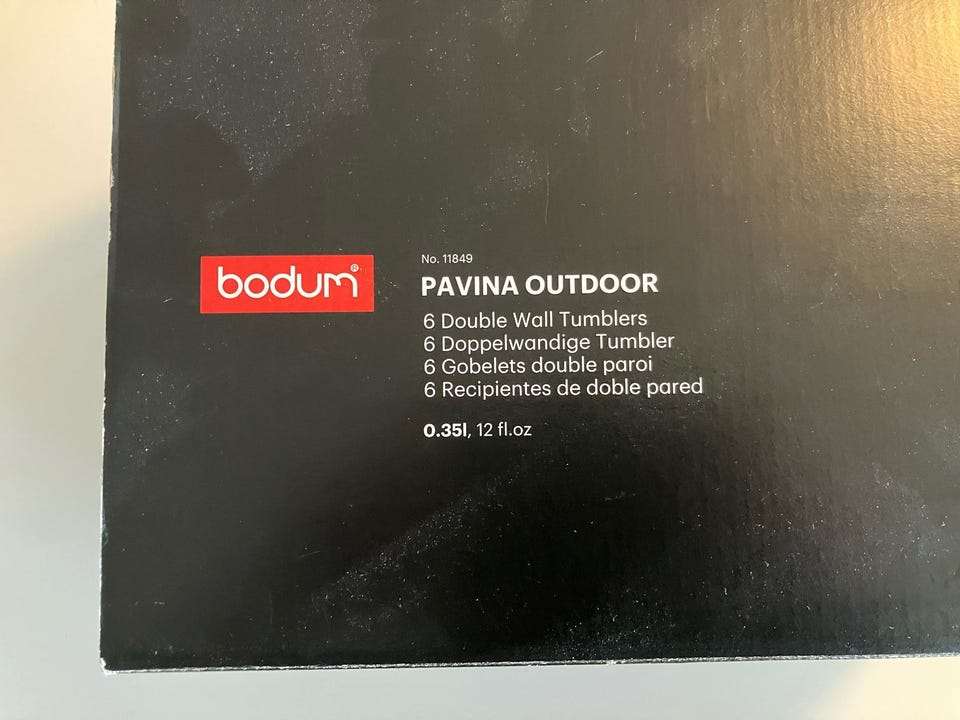 bodum®
No. 11849
PAVINA OUTDOOR
6 Double Wall Tumblers
6 Doppelwandige Tumbler
6 Gobelets double paroi
6 Recipientes de doble pared
0.35l, 12 fl.oz